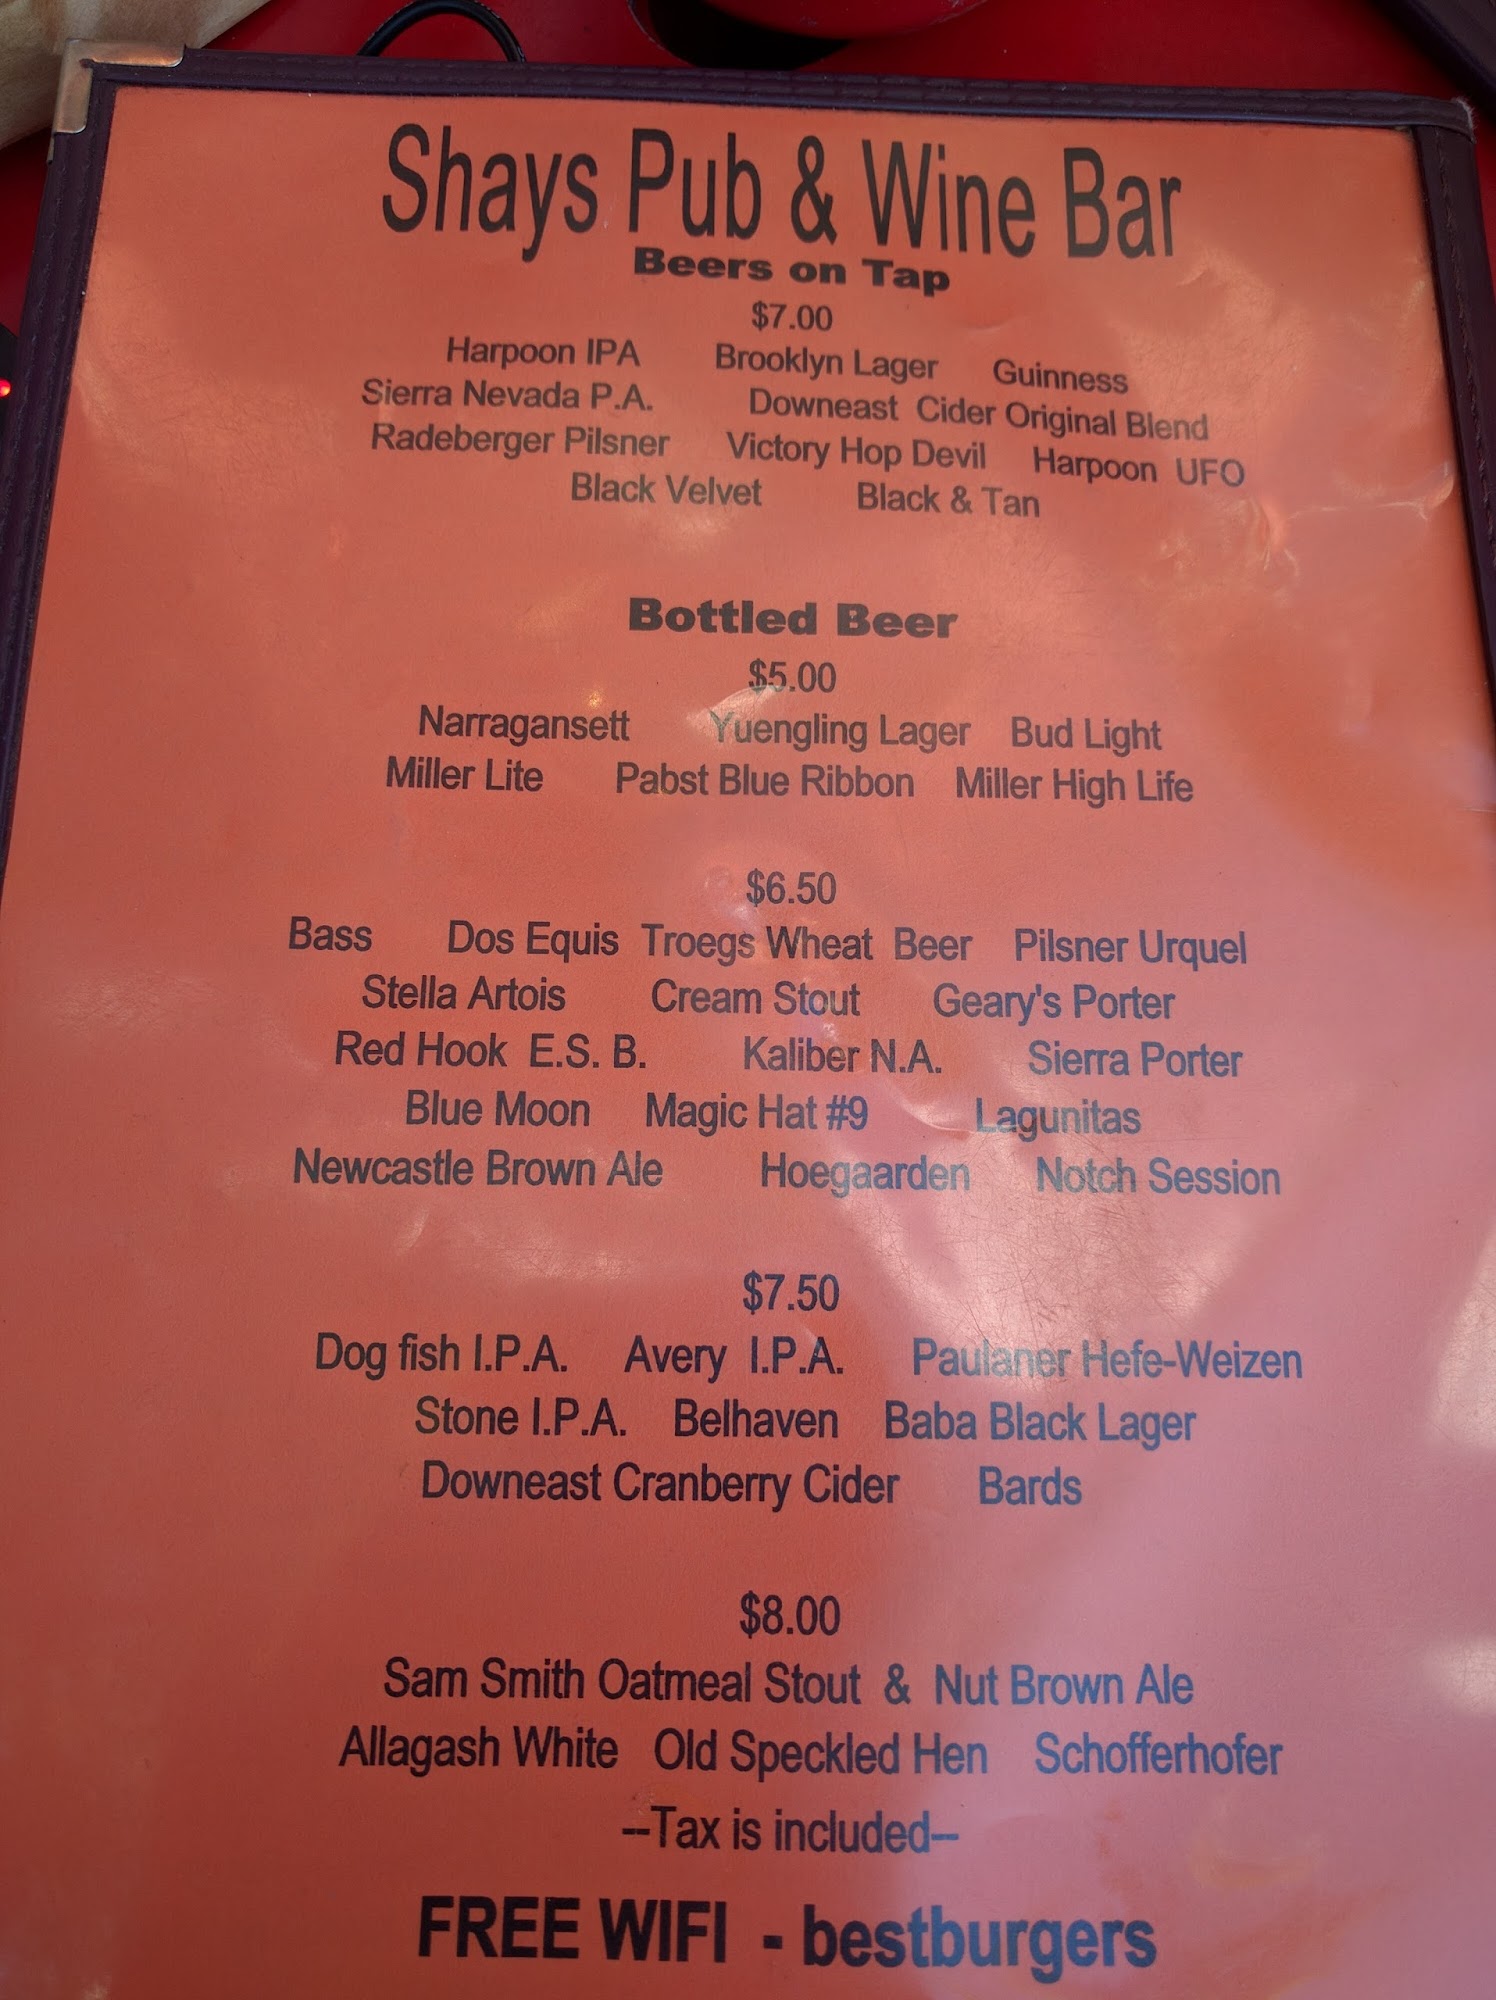 Shays Pub & Wine Bar
Beers on Tap
$7.00
Harpoon IPA Brooklyn Lager Guinness
Sierra Nevada P.A. Downeast Cider Original Blend
Radeberger Pilsner Victory Hop Devil Harpoon UFO
Black Velvet Black & Tan
Bottled Beer
$5.00
Narragansett Yuengling Lager Bud Light
Miller Lite Pabst Blue Ribbon Miller High Life
$6.50
Bass Dos Equis Troegs Wheat Beer Pilsner Urquel
Stella Artois Cream Stout Geary's Porter
Red Hook E.S. B. Kaliber N.A. Sierra Porter
Blue Moon Magic Hat #9 Lagunitas
Newcastle Brown Ale Hoegaarden Notch Session
$7.50
Dog fish I.P.A. Avery I.P.A. Paulaner Hefe-Weizen
Stone I.P.A. Belhaven Baba Black Lager
Downeast Cranberry Cider Bards
$8.00
Sam Smith Oatmeal Stout & Nut Brown Ale
Allagash White Old Speckled Hen Schofferhofer
--Tax is included--
FREE WIFI - bestburgers